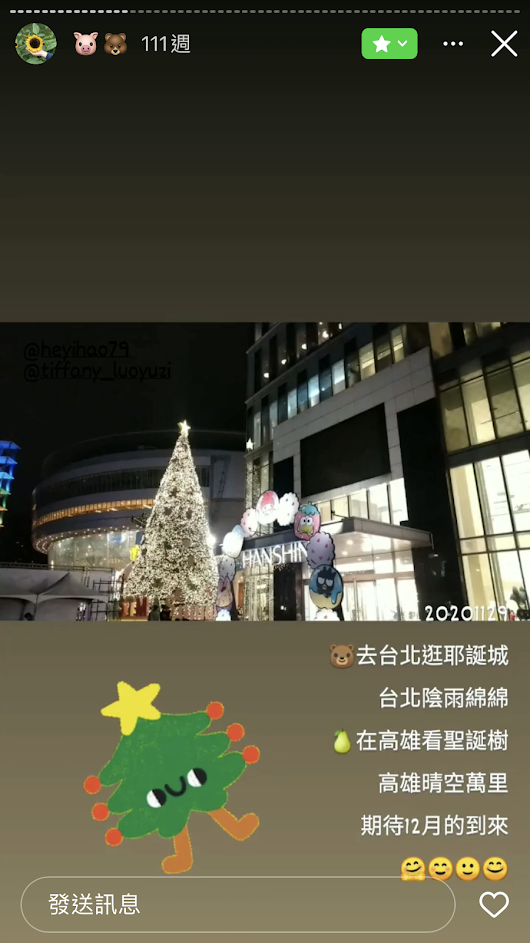 🐷🐻 111週
@heyihao79
@tiffany_luoyuzi
HANSHIN
20201129
🐻去台北逛耶誕城
台北陰雨綿綿
🍐在高雄看聖誕樹
高雄晴空萬里
期待12月的到來
🤗😊🙂😊
發送訊息